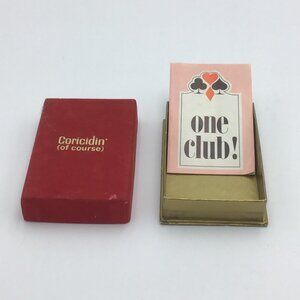 Coricidin'
(of course)
one
club!